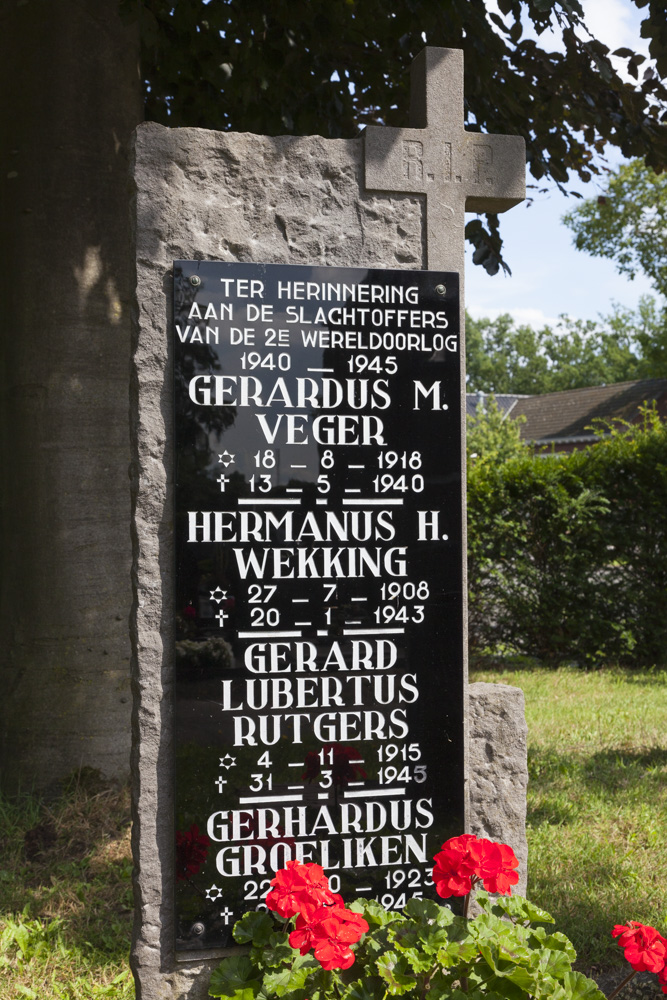 R.I.P.
TER HERINNERING
AAN DE SLACHTOFFERS
VAN DE 2E WERELDOORLOG
1940 — 1945
GERARDUS M.
VEGER
✡ 18 – 8 – 1918
† 13 – 5 – 1940
HERMANUS H.
WEKKING
✡ 27 – 7 – 1908
† 20 – 1 – 1943
GERARD
LUBERTUS
RUTGERS
✡ 4 – 11 – 1915
† 31 – 3 – 1945
GERHARDUS
GROELIKEN
✡ 22 – – 1923
† 1945